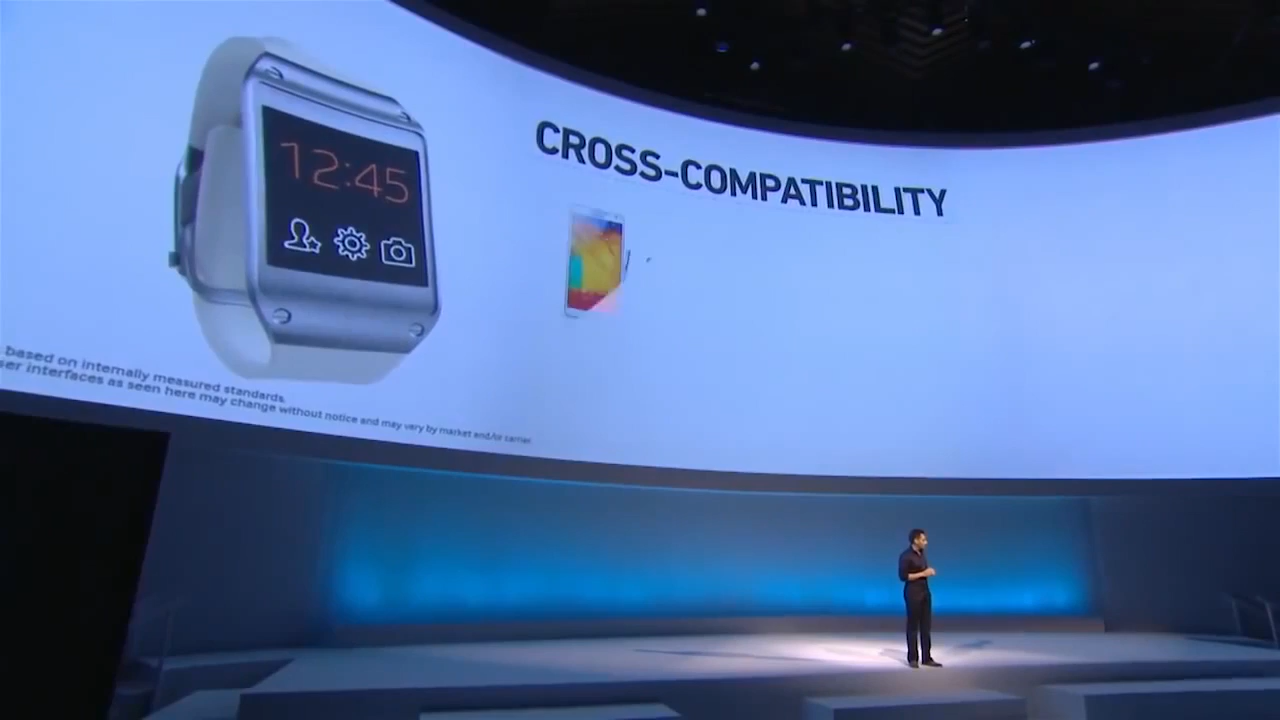 12:45
CROSS-COMPATIBILITY
based on internally measured standards.
ser interfaces as seen here may change without notice and may vary by market and/or carrier.